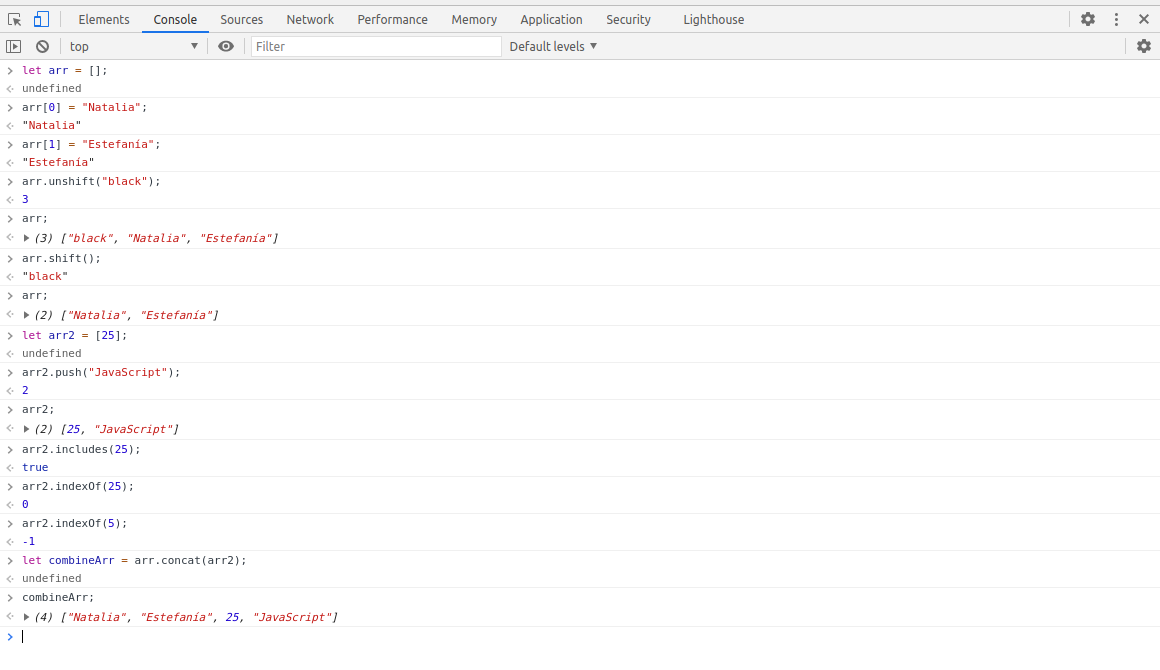 Elements Console Sources Network Performance Memory Application Security Lighthouse
top Filter Default levels
let arr = [];
undefined
arr[0] = "Natalia";
"Natalia"
arr[1] = "Estefanía";
"Estefanía"
arr.unshift("black");
3
arr;
(3) ["black", "Natalia", "Estefanía"]
arr.shift();
"black"
arr;
(2) ["Natalia", "Estefanía"]
let arr2 = [25];
undefined
arr2.push("JavaScript");
2
arr2;
(2) [25, "JavaScript"]
arr2.includes(25);
true
arr2.indexOf(25);
0
arr2.indexOf(5);
-1
let combineArr = arr.concat(arr2);
undefined
combineArr;
(4) ["Natalia", "Estefanía", 25, "JavaScript"]